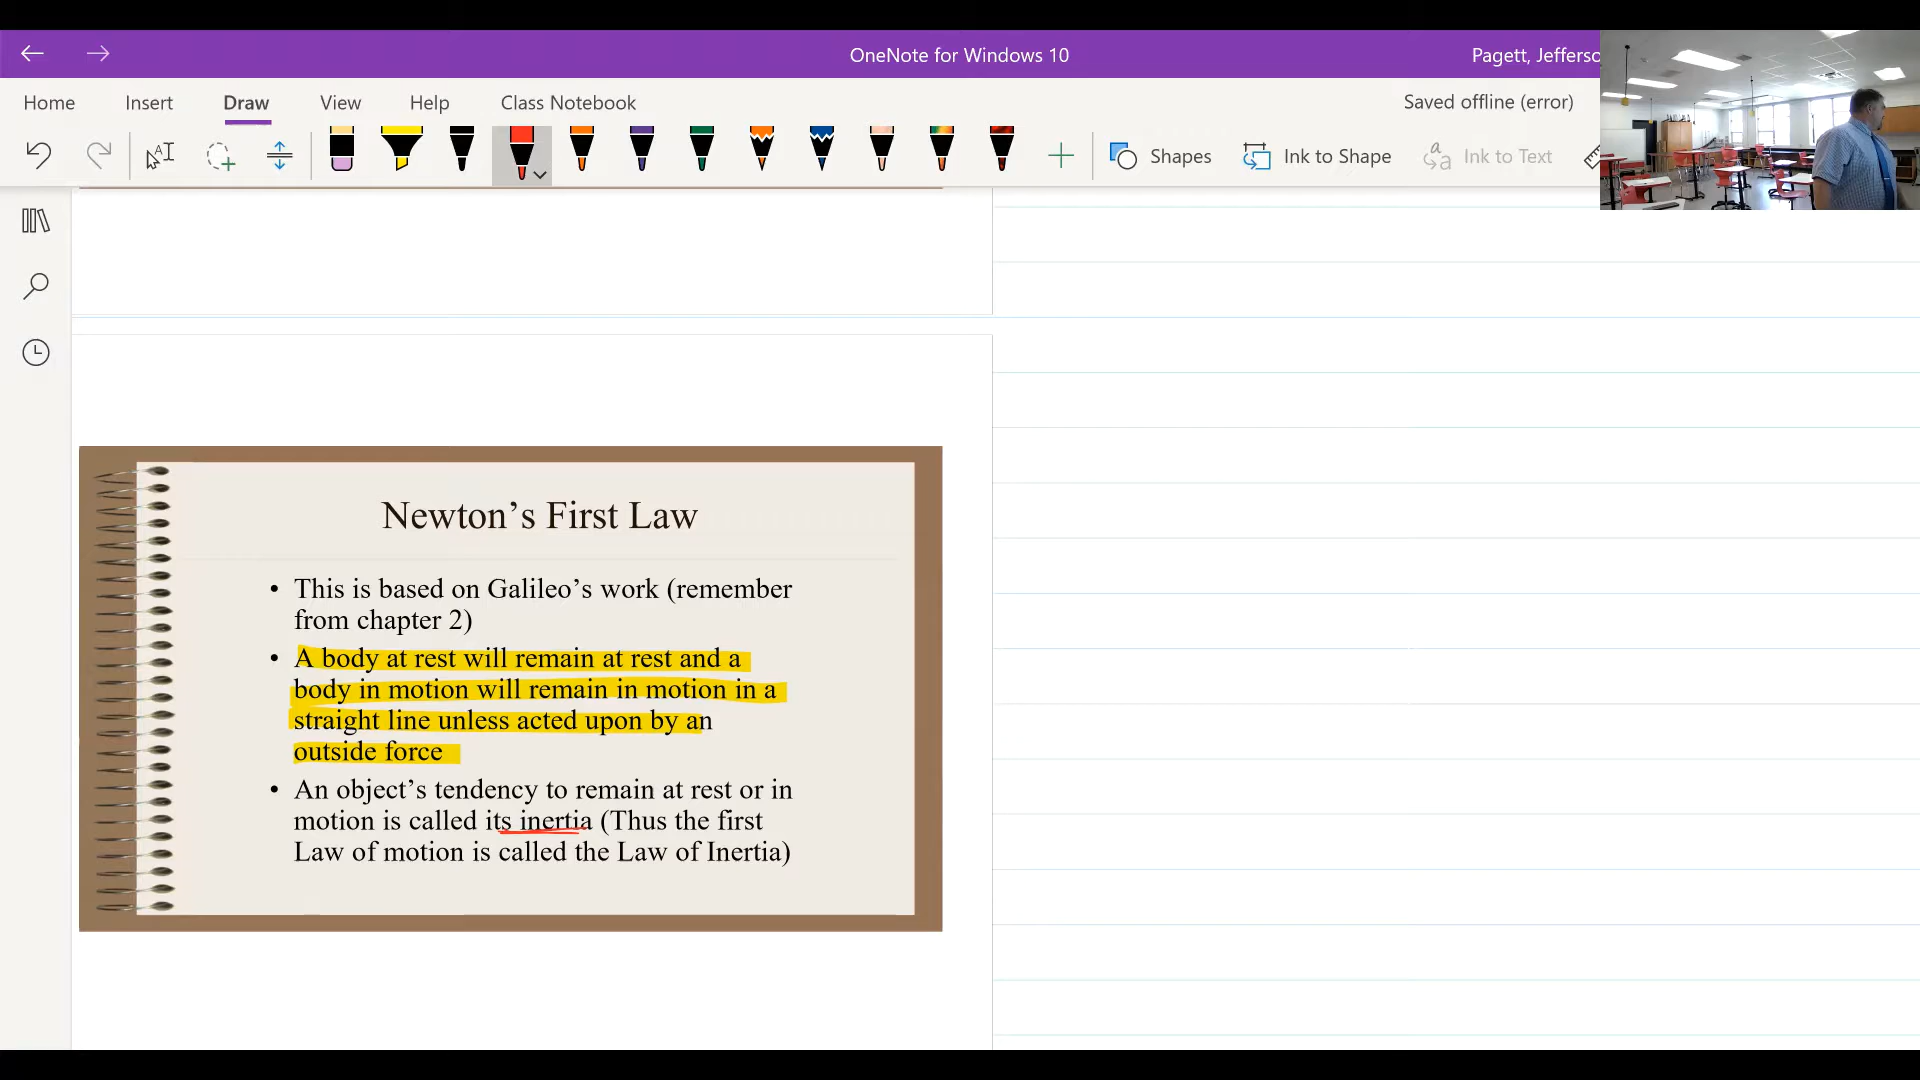 OneNote for Windows 10
Pagett, Jefferso
Home Insert Draw View Help Class Notebook
Saved offline (error)
Shapes Ink to Shape Ink to Text
Newton’s First Law
• This is based on Galileo’s work (remember
from chapter 2)
• A body at rest will remain at rest and a
body in motion will remain in motion in a
straight line unless acted upon by an
outside force
• An object’s tendency to remain at rest or in
motion is called its inertia (Thus the first
Law of motion is called the Law of Inertia)